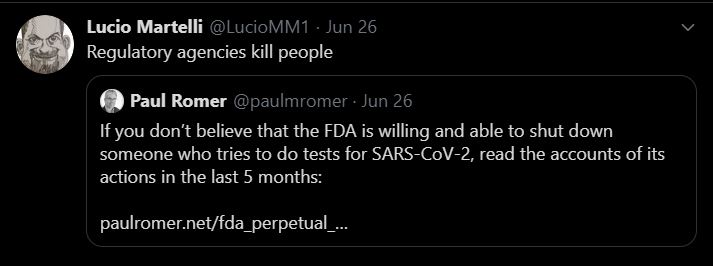 Lucio Martelli @LucioMM1 · Jun 26
Regulatory agencies kill people
Paul Romer @paulmromer · Jun 26
If you don't believe that the FDA is willing and able to shut down
someone who tries to do tests for SARS-CoV-2, read the accounts of its
actions in the last 5 months:
paulromer.net/fda_perpetual_...